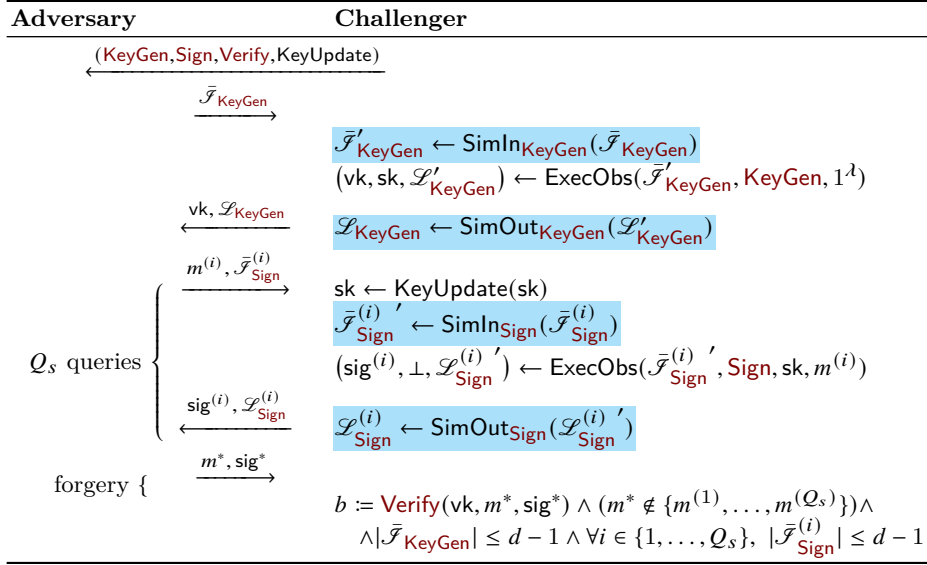 Adversary Challenger
(KeyGen,Sign,Verify,KeyUpdate)
ℐ̄_KeyGen
ℐ̄′_KeyGen ← SimIn_KeyGen(ℐ̄_KeyGen)
(vk, sk, ℒ′_KeyGen) ← ExecObs(ℐ̄′_KeyGen, KeyGen, 1^λ)
vk, ℒ_KeyGen ℒ_KeyGen ← SimOut_KeyGen(ℒ′_KeyGen)
m^(i), ℐ̄^(i)_Sign sk ← KeyUpdate(sk)
ℐ̄^(i)_Sign′ ← SimIn_Sign(ℐ̄^(i)_Sign)
Q_s queries { (sig^(i), ⊥, ℒ^(i)_Sign′) ← ExecObs(ℐ̄^(i)_Sign′, Sign, sk, m^(i))
sig^(i), ℒ^(i)_Sign ℒ^(i)_Sign ← SimOut_Sign(ℒ^(i)_Sign′)
forgery { m*, sig*
b ≔ Verify(vk, m*, sig*) ∧ (m* ∉ {m^(1), …, m^(Q_s)})∧
∧|ℐ̄_KeyGen| ≤ d − 1 ∧ ∀i ∈ {1, …, Q_s}, |ℐ̄^(i)_Sign| ≤ d − 1